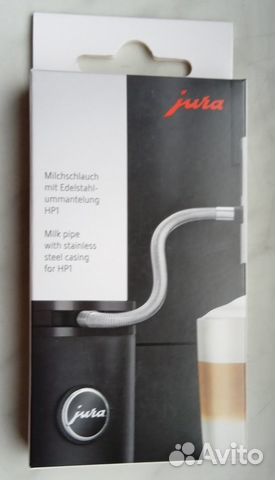 jura
Milchschlauch
mit Edelstahl-
ummantelung
HP1
Milk pipe
with stainless
steel casing
for HP1
jura
Avito